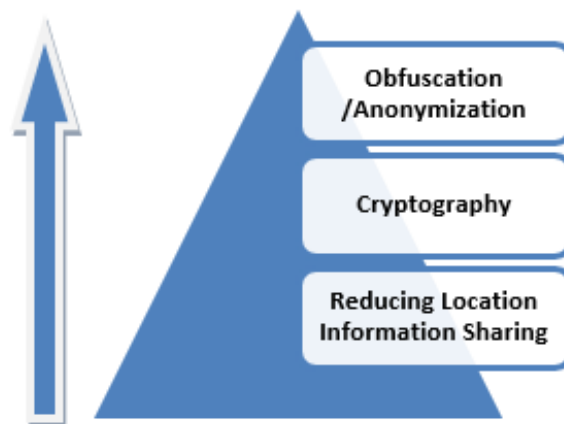 Obfuscation
/Anonymization
Cryptography
Reducing Location
Information Sharing